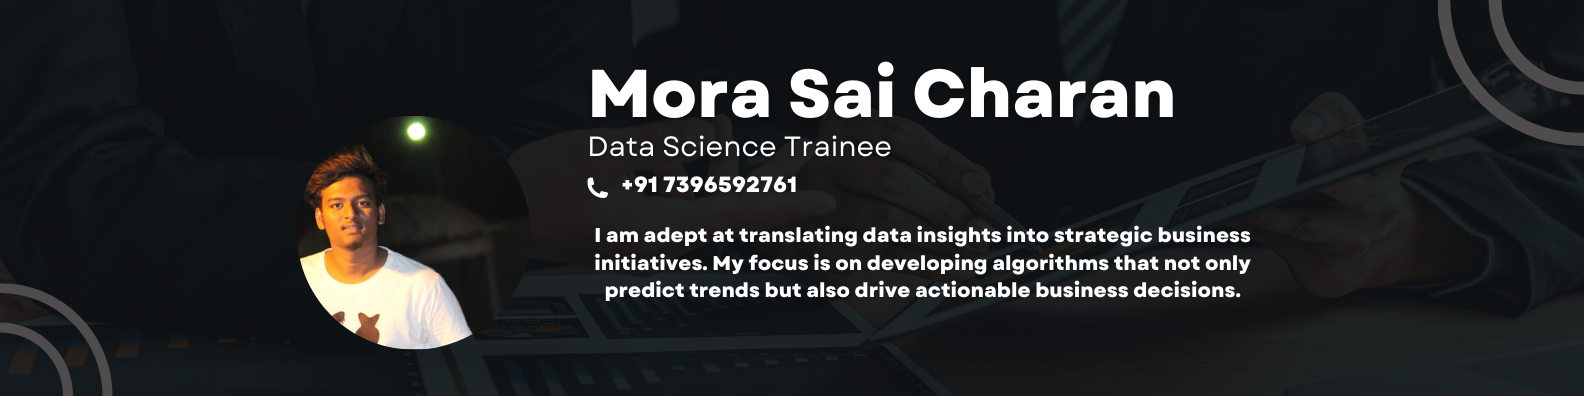 Mora Sai Charan
Data Science Trainee
+91 7396592761
I am adept at translating data insights into strategic business
initiatives. My focus is on developing algorithms that not only
predict trends but also drive actionable business decisions.